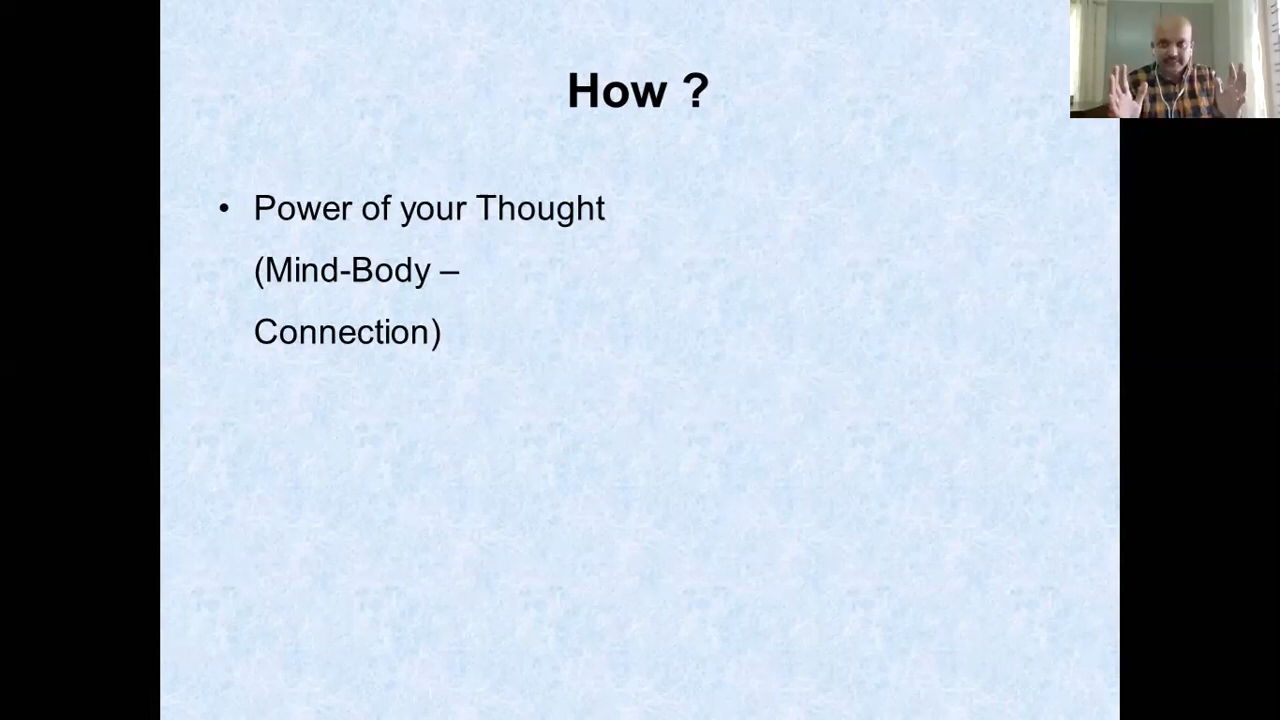 How ?
• Power of your Thought
(Mind-Body –
Connection)